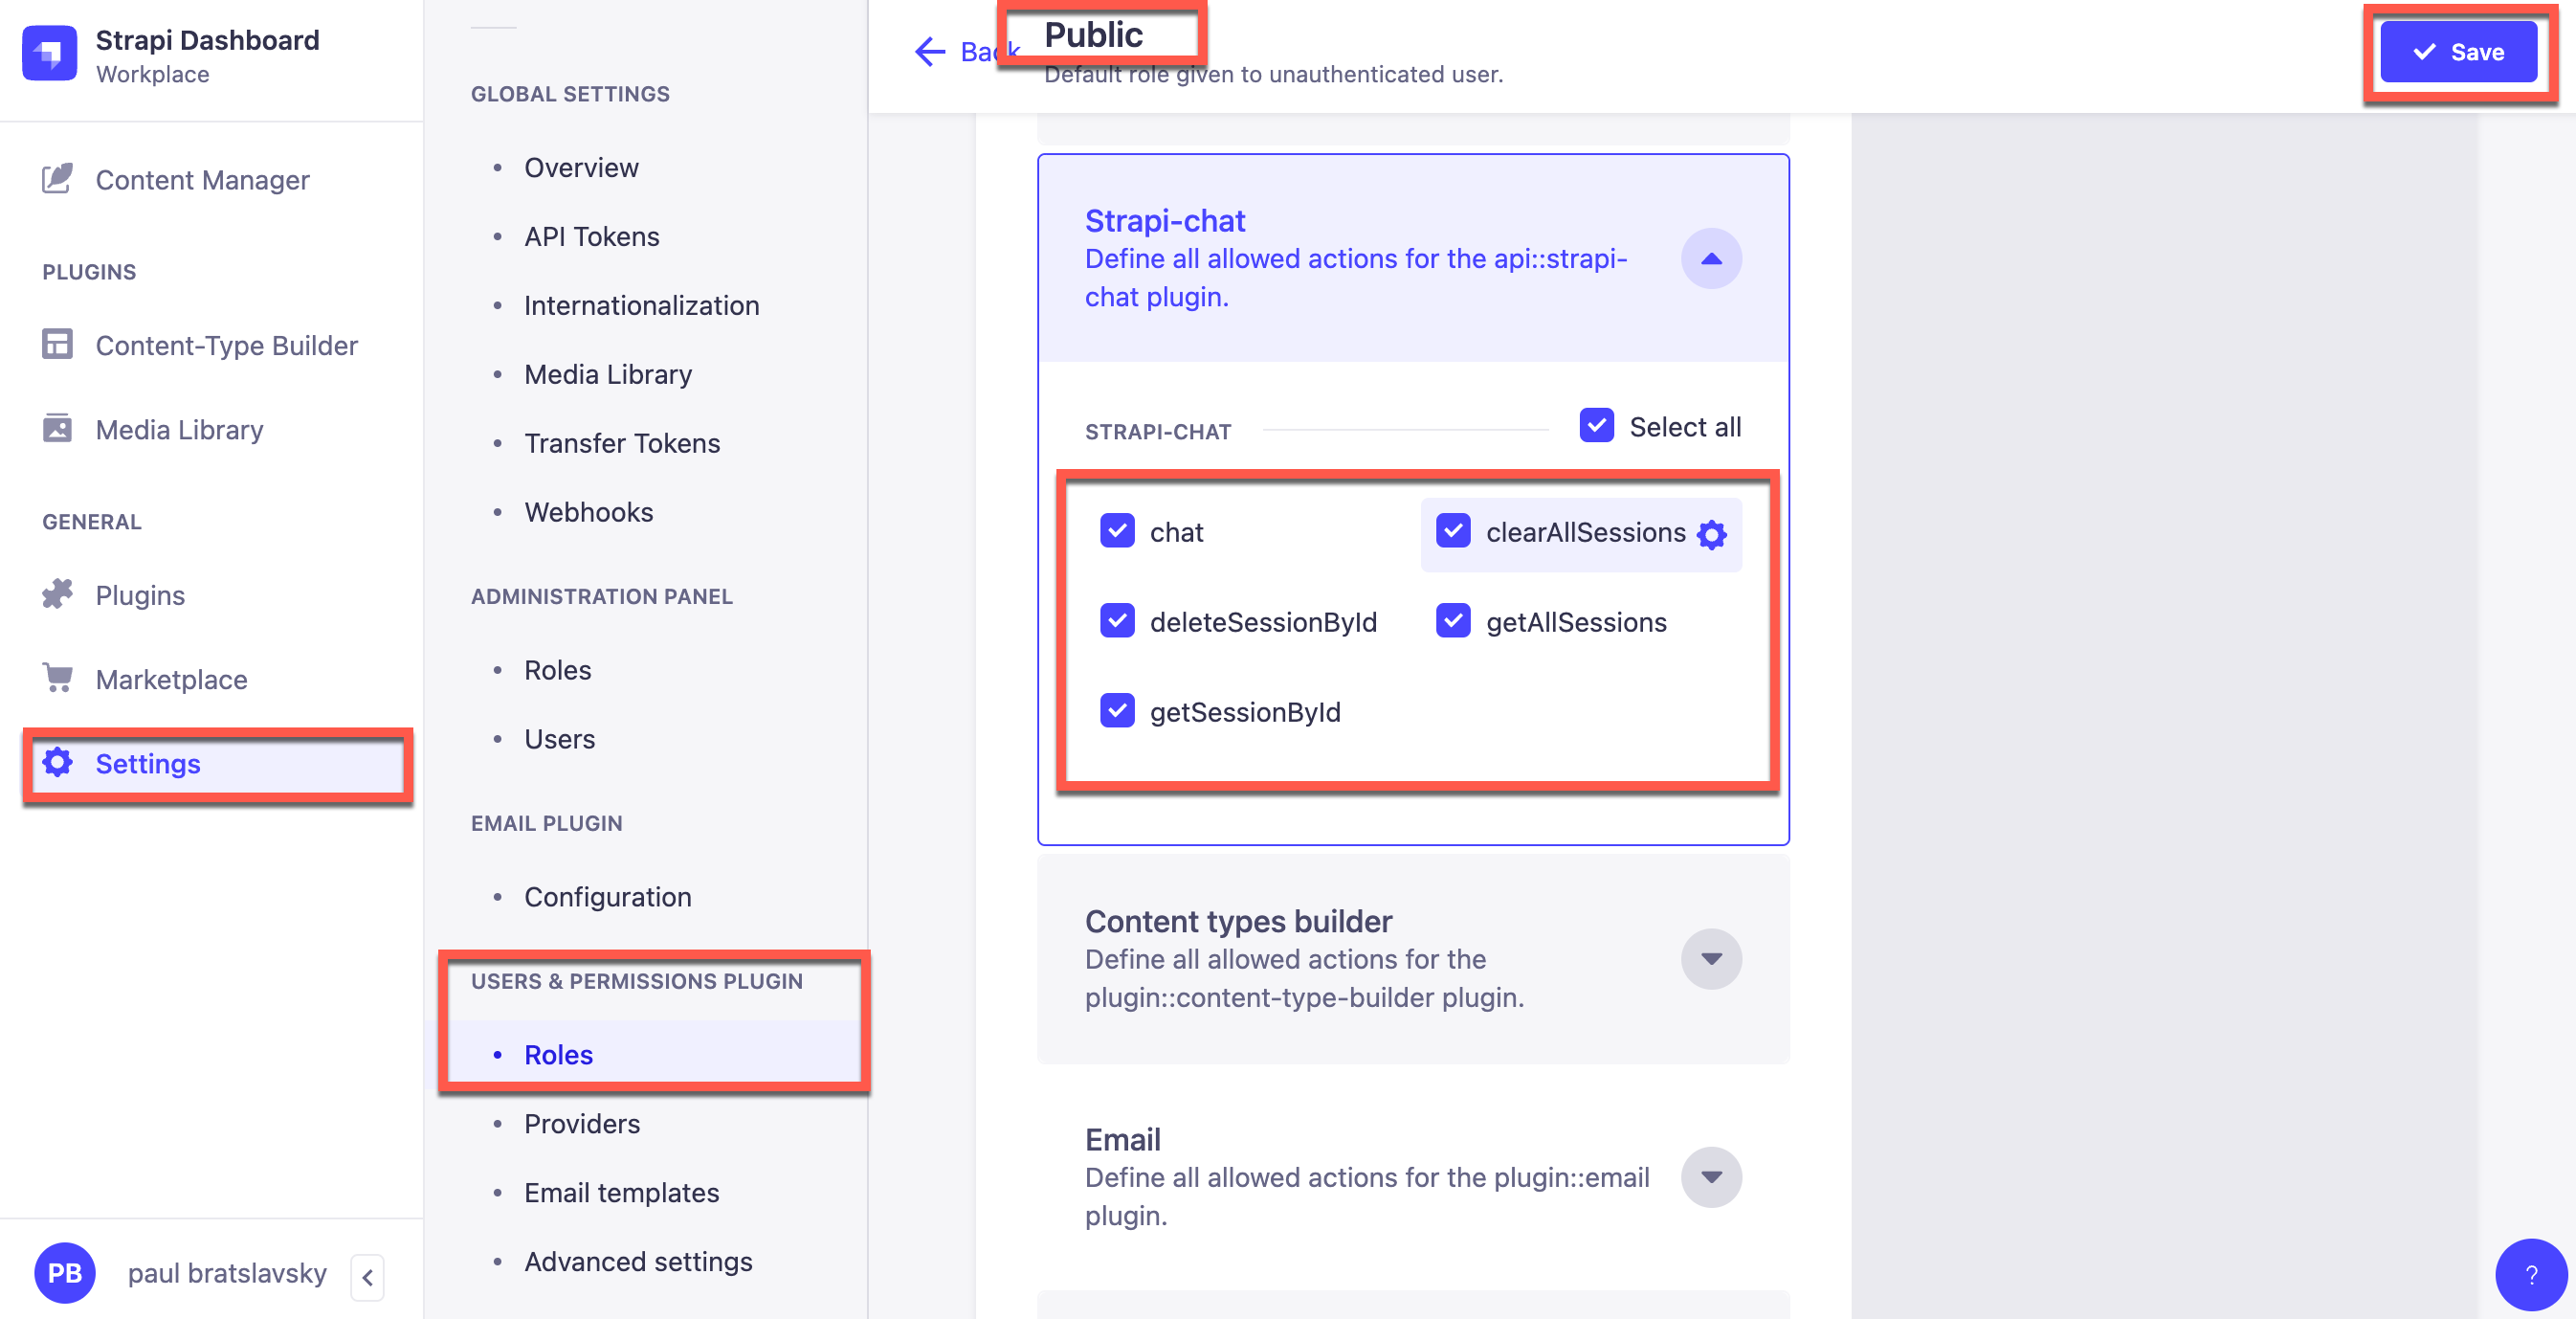 Strapi Dashboard
Workplace
Content Manager
PLUGINS
Content-Type Builder
Media Library
GENERAL
Plugins
Marketplace
Settings
PB
paul bratslavsky
GLOBAL SETTINGS
Overview
API Tokens
Internationalization
Media Library
Transfer Tokens
Webhooks
ADMINISTRATION PANEL
Roles
Users
EMAIL PLUGIN
Configuration
USERS & PERMISSIONS PLUGIN
Roles
Providers
Email templates
Advanced settings
Back
Public
Default role given to unauthenticated user.
Save
Strapi-chat
Define all allowed actions for the api::strapi-
chat plugin.
STRAPI-CHAT
Select all
chat
clearAllSessions
deleteSessionById
getAllSessions
getSessionById
Content types builder
Define all allowed actions for the
plugin::content-type-builder plugin.
Email
Define all allowed actions for the plugin::email
plugin.
?